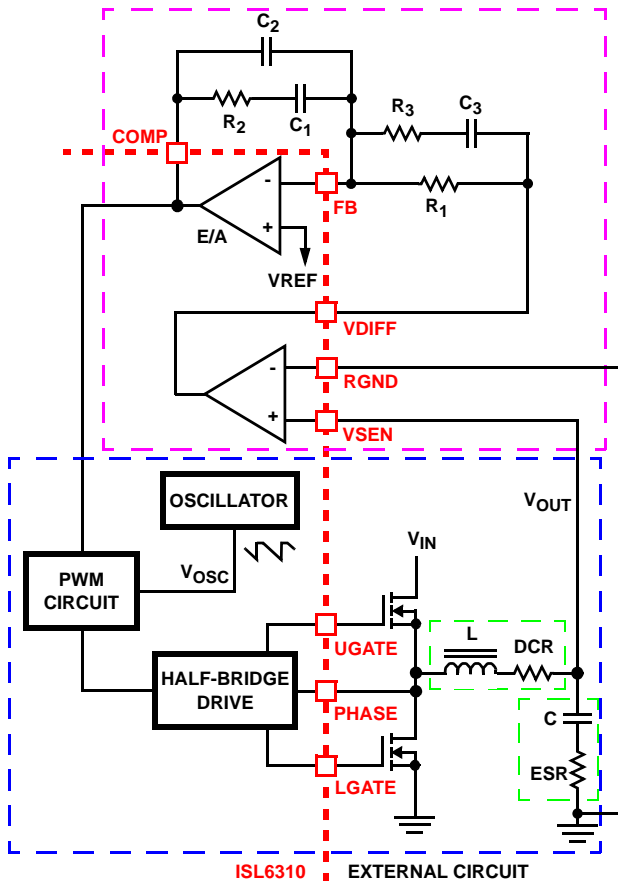 C2
R2
C1
R3
C3
COMP
-
+
E/A
FB
R1
VREF
VDIFF
-
RGND
+
VSEN
OSCILLATOR
VOUT
VIN
PWM
CIRCUIT
VOSC
UGATE
L
DCR
HALF-BRIDGE
DRIVE
PHASE
C
LGATE
ESR
ISL6310
EXTERNAL CIRCUIT